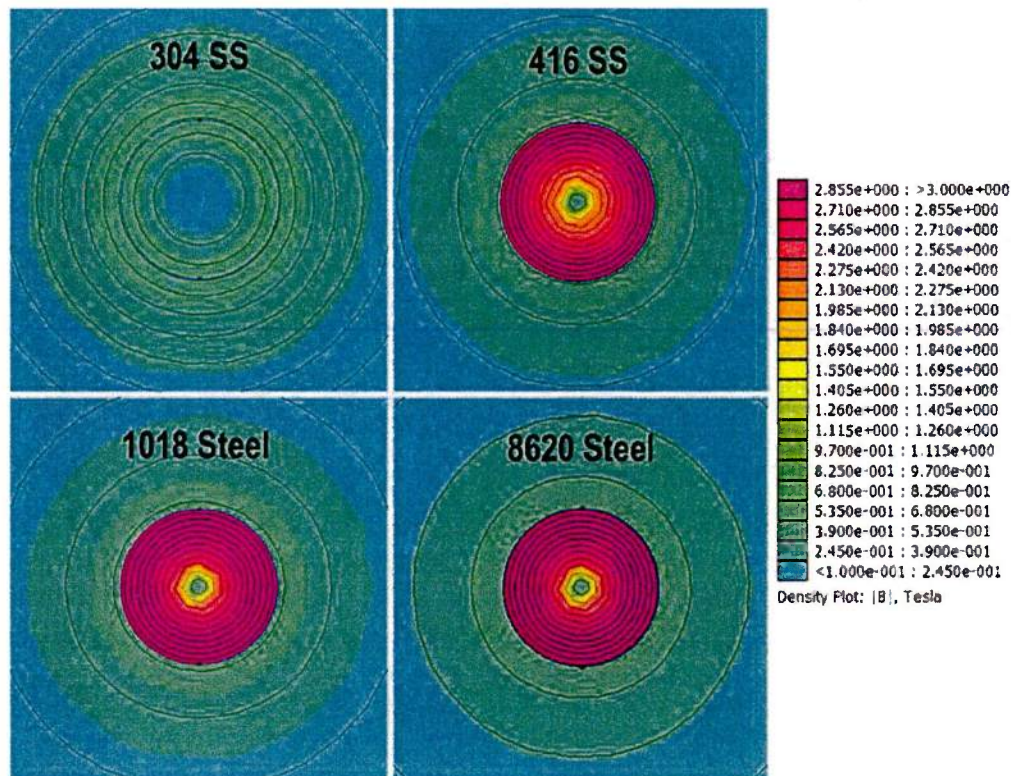 304 SS
416 SS
1018 Steel
8620 Steel
2.855e+000 : >3.000e+000
2.710e+000 : 2.855e+000
2.565e+000 : 2.710e+000
2.420e+000 : 2.565e+000
2.275e+000 : 2.420e+000
2.130e+000 : 2.275e+000
1.985e+000 : 2.130e+000
1.840e+000 : 1.985e+000
1.695e+000 : 1.840e+000
1.550e+000 : 1.695e+000
1.405e+000 : 1.550e+000
1.260e+000 : 1.405e+000
1.115e+000 : 1.260e+000
9.700e-001 : 1.115e+000
8.250e-001 : 9.700e-001
6.800e-001 : 8.250e-001
5.350e-001 : 6.800e-001
3.900e-001 : 5.350e-001
2.450e-001 : 3.900e-001
<1.000e-001 : 2.450e-001
Density Plot: |B|, Tesla